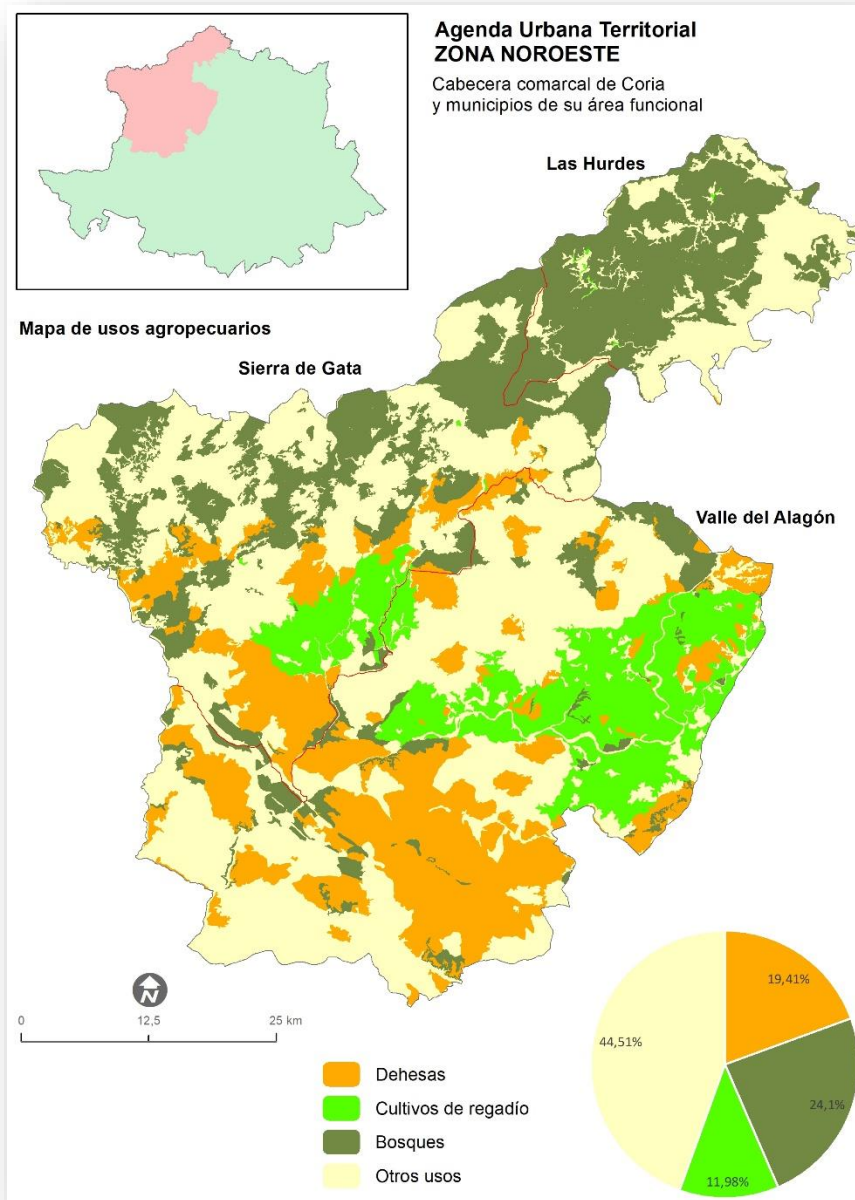 Agenda Urbana Territorial
ZONA NOROESTE
Cabecera comarcal de Coria
y municipios de su área funcional
Las Hurdes
Mapa de usos agropecuarios
Sierra de Gata
Valle del Alagón
N
0 12,5 25 km
19,41%
44,51%
24,1%
11,98%
Dehesas
Cultivos de regadío
Bosques
Otros usos